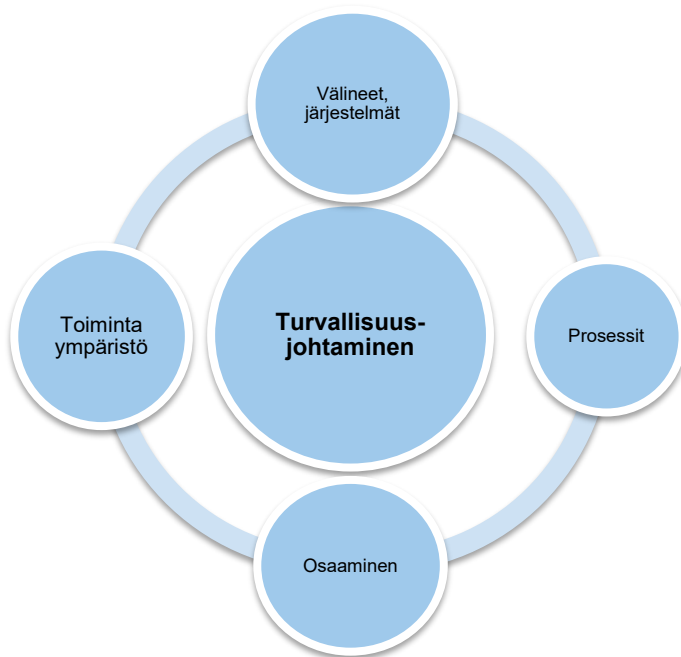 Välineet,
järjestelmät
Toiminta
ympäristö
Turvallisuus-
johtaminen
Prosessit
Osaaminen